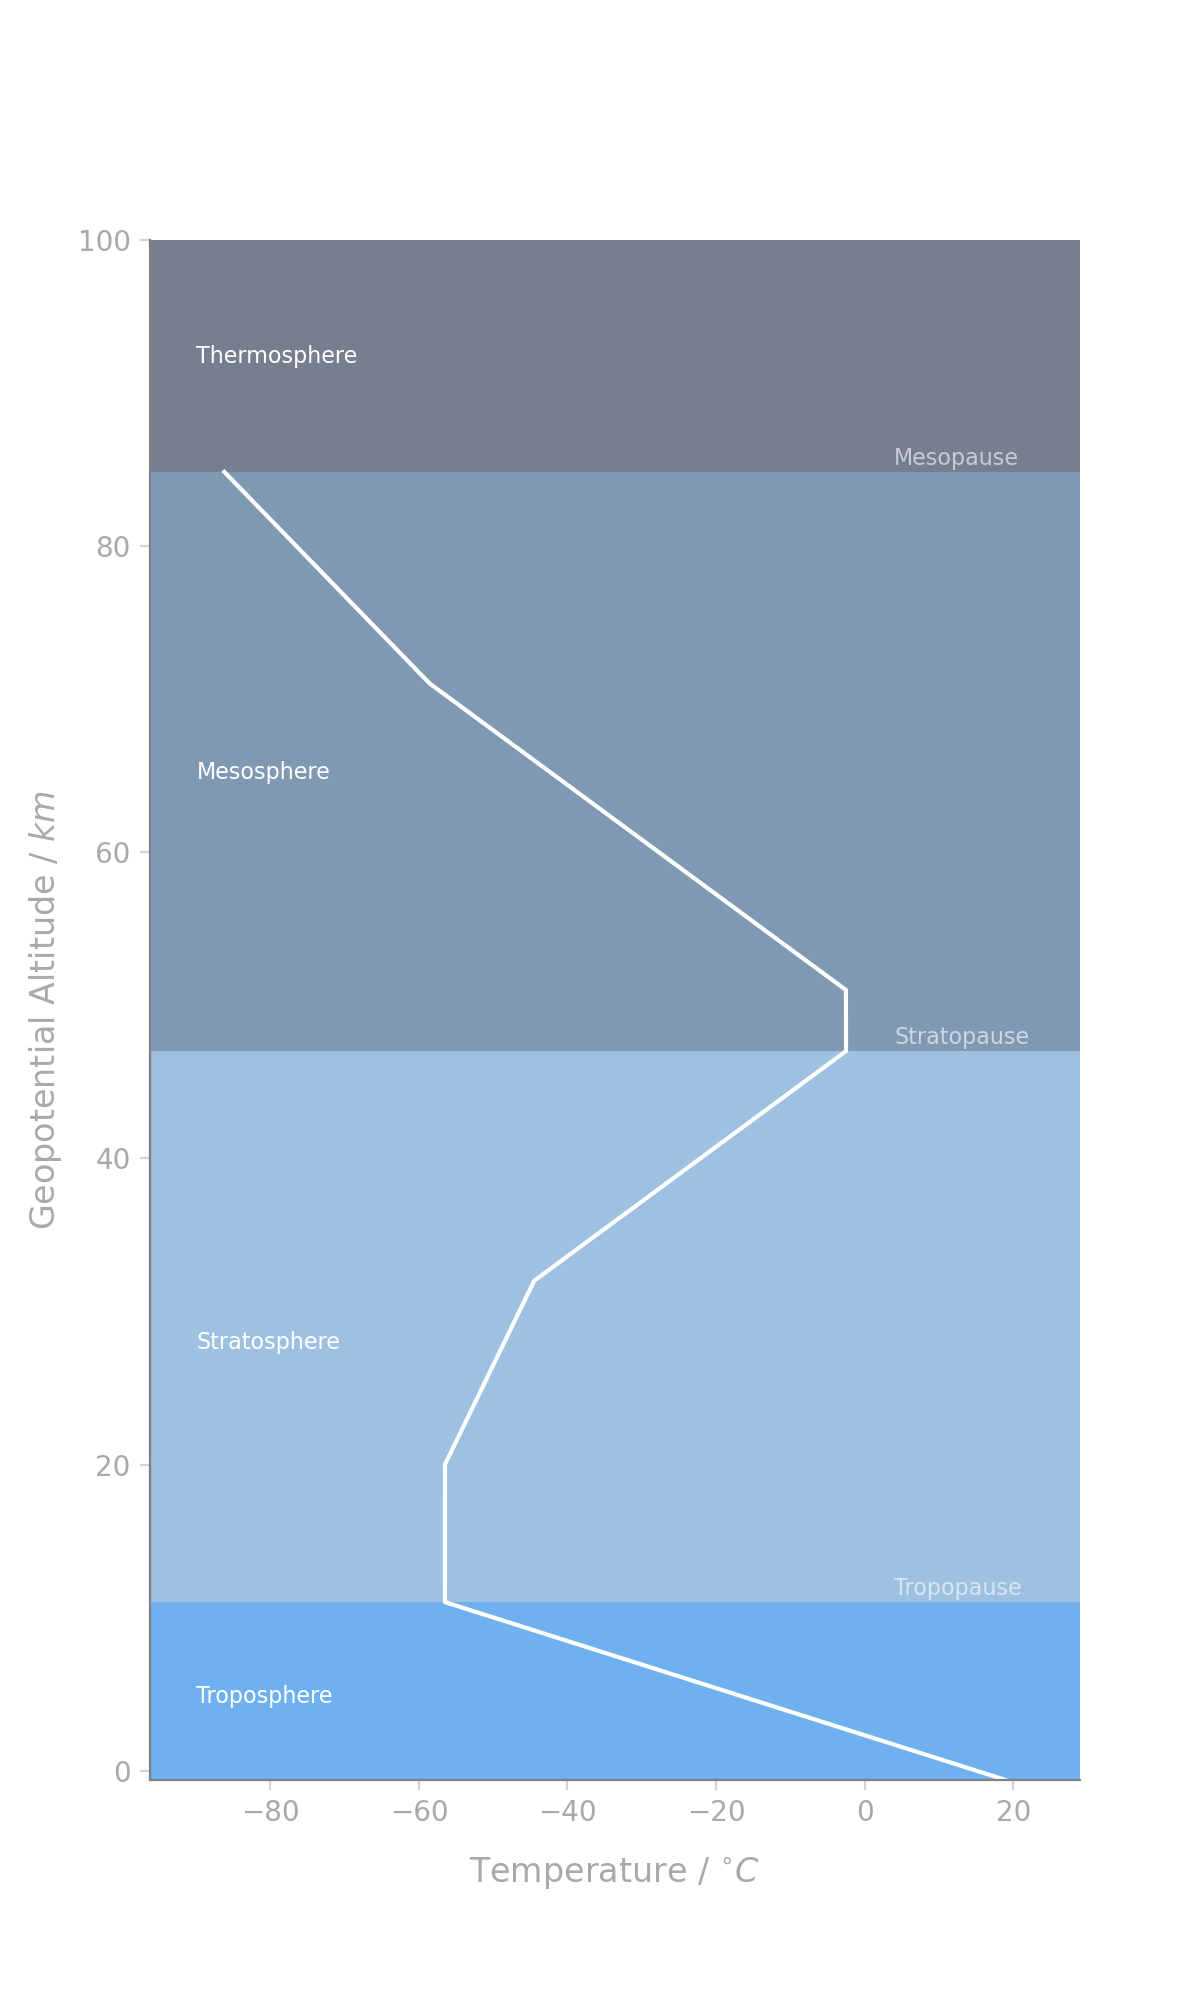 100
Thermosphere
Mesopause
80
Mesosphere
60
Stratopause
40
Stratosphere
20
Tropopause
Troposphere
0
−80 −60 −40 −20 0 20
Temperature / °C
Geopotential Altitude / km